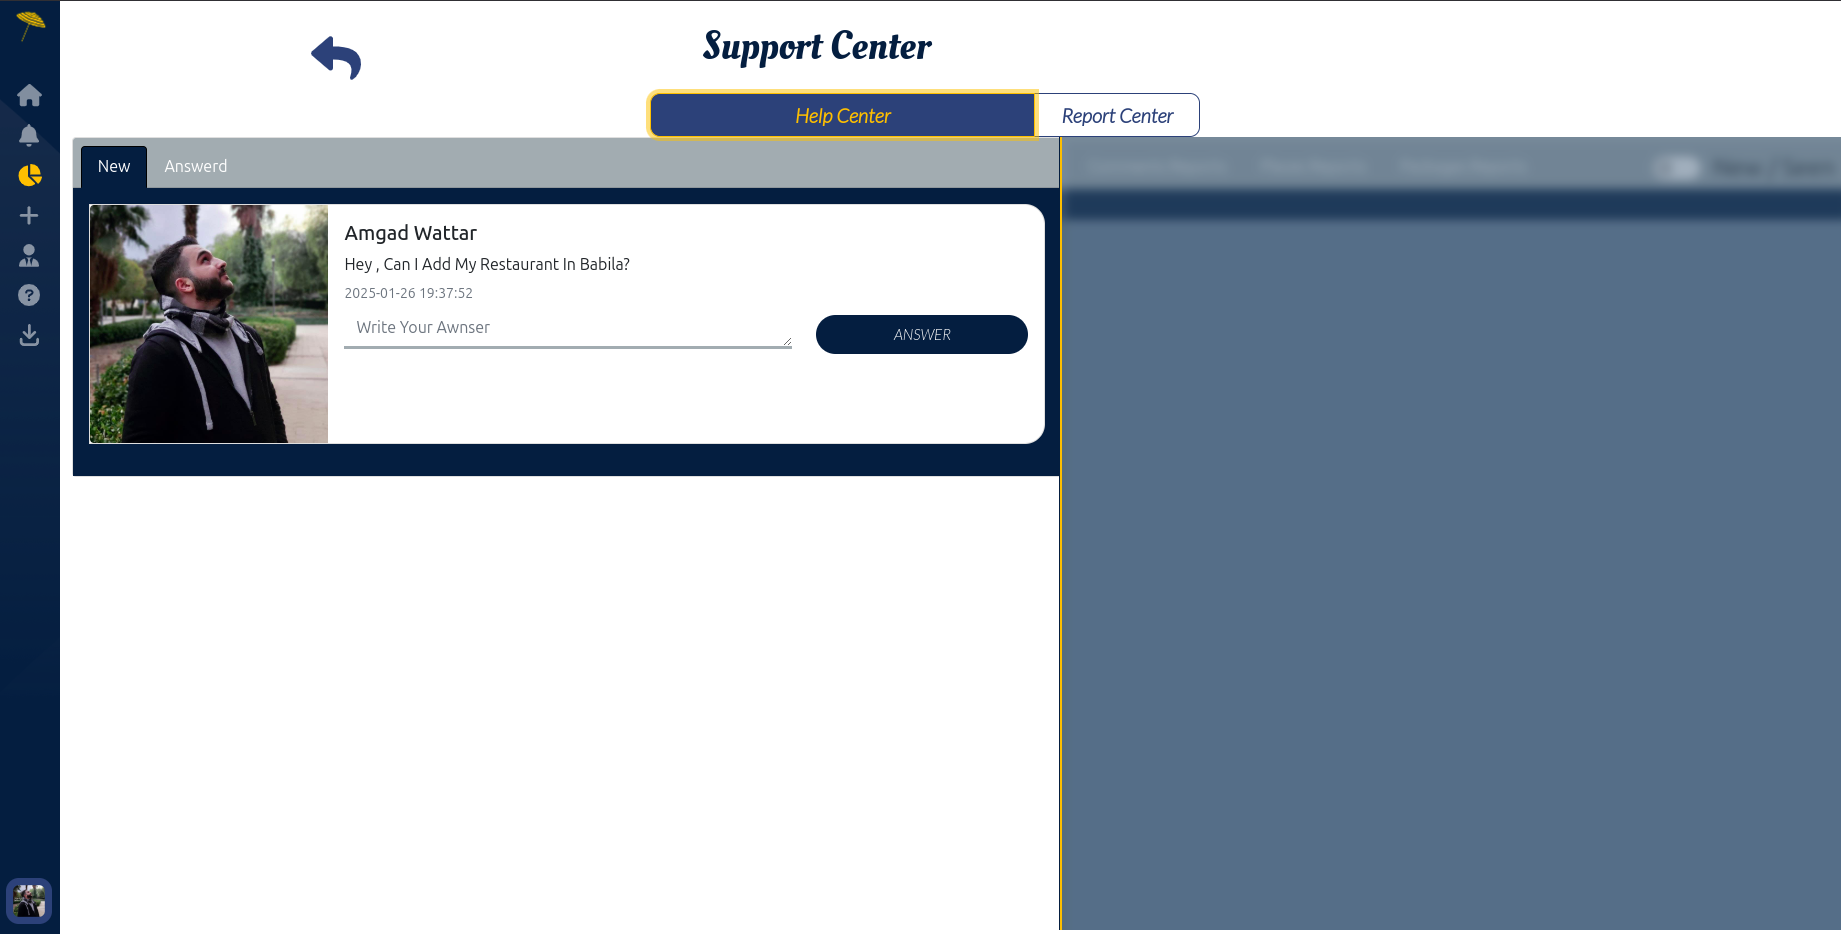 Support Center
Help Center
Report Center
New
Answerd
Amgad Wattar
Hey , Can I Add My Restaurant In Babila?
2025-01-26 19:37:52
Write Your Awnser
ANSWER